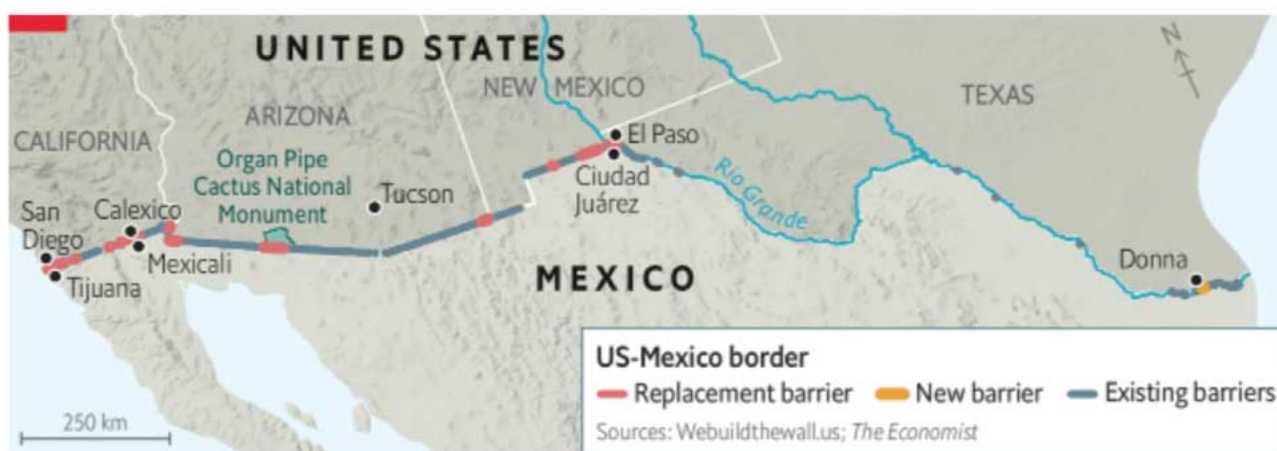 UNITED STATES
N
CALIFORNIA
ARIZONA
NEW MEXICO
TEXAS
Organ Pipe
Cactus National
Monument
El Paso
Ciudad
Juárez
Rio Grande
Tucson
San
Diego
Calexico
Mexicali
Tijuana
MEXICO
Donna
250 km
US-Mexico border
Replacement barrier New barrier Existing barriers
Sources: Webuildthewall.us; The Economist